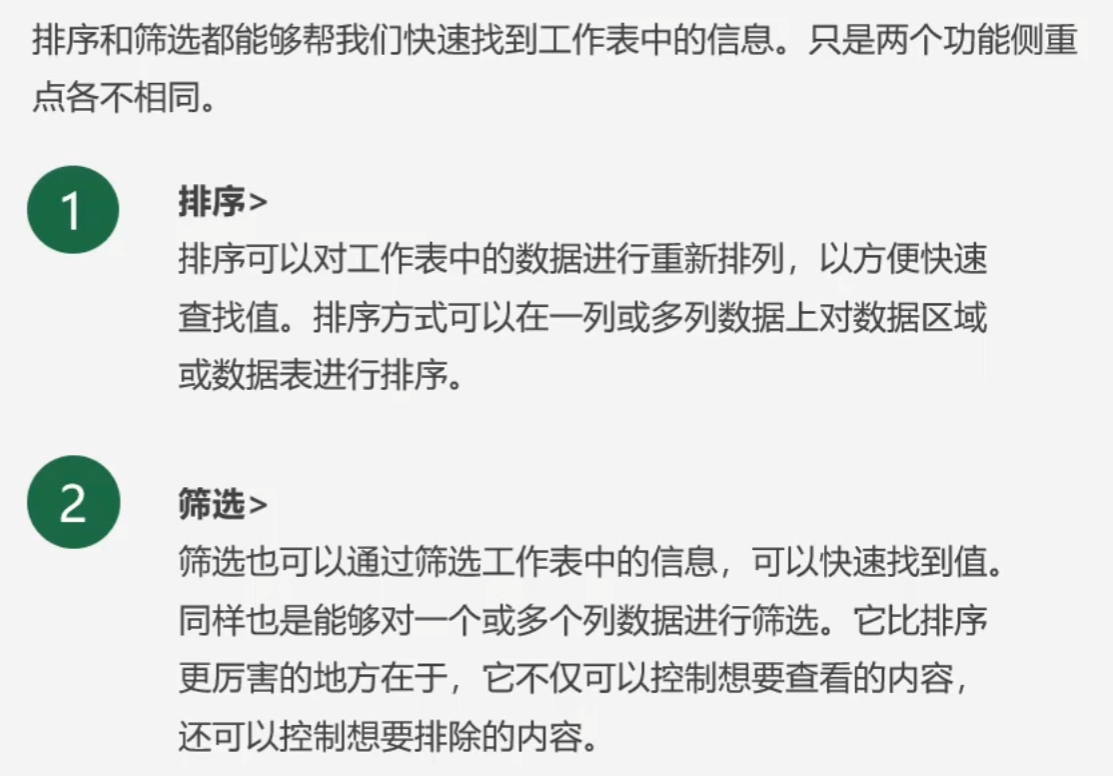 排序和筛选都能够帮我们快速找到工作表中的信息。只是两个功能侧重
点各不相同。
1
排序>
排序可以对工作表中的数据进行重新排列，以方便快速
查找值。排序方式可以在一列或多列数据上对数据区域
或数据表进行排序。
2
筛选>
筛选也可以通过筛选工作表中的信息，可以快速找到值。
同样也是能够对一个或多个列数据进行筛选。它比排序
更厉害的地方在于，它不仅可以控制想要查看的内容，
还可以控制想要排除的内容。